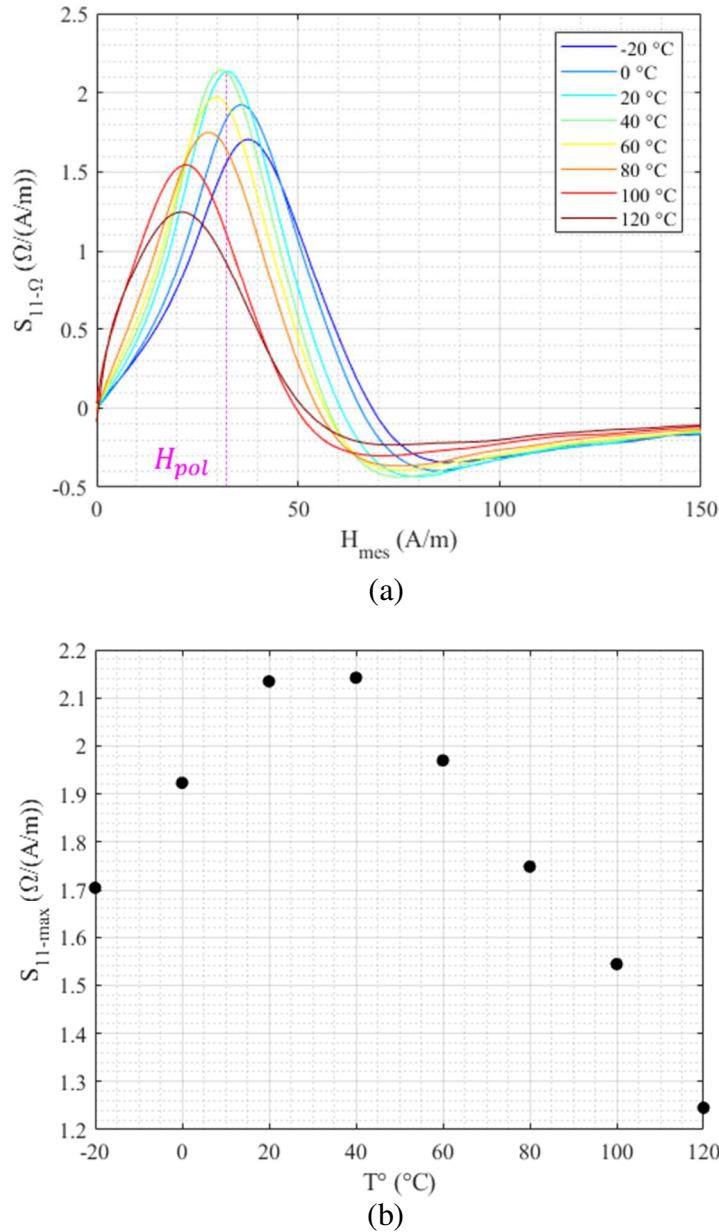 2.5
2
1.5
1
0.5
0
-0.5
S11-Ω (Ω/(A/m))
-20 °C
0 °C
20 °C
40 °C
60 °C
80 °C
100 °C
120 °C
Hpol
0 50 100 150
Hmes (A/m)
(a)
2.2
2.1
2
1.9
1.8
1.7
1.6
1.5
1.4
1.3
1.2
S11-max (Ω/(A/m))
-20 0 20 40 60 80 100 120
T° (°C)
(b)